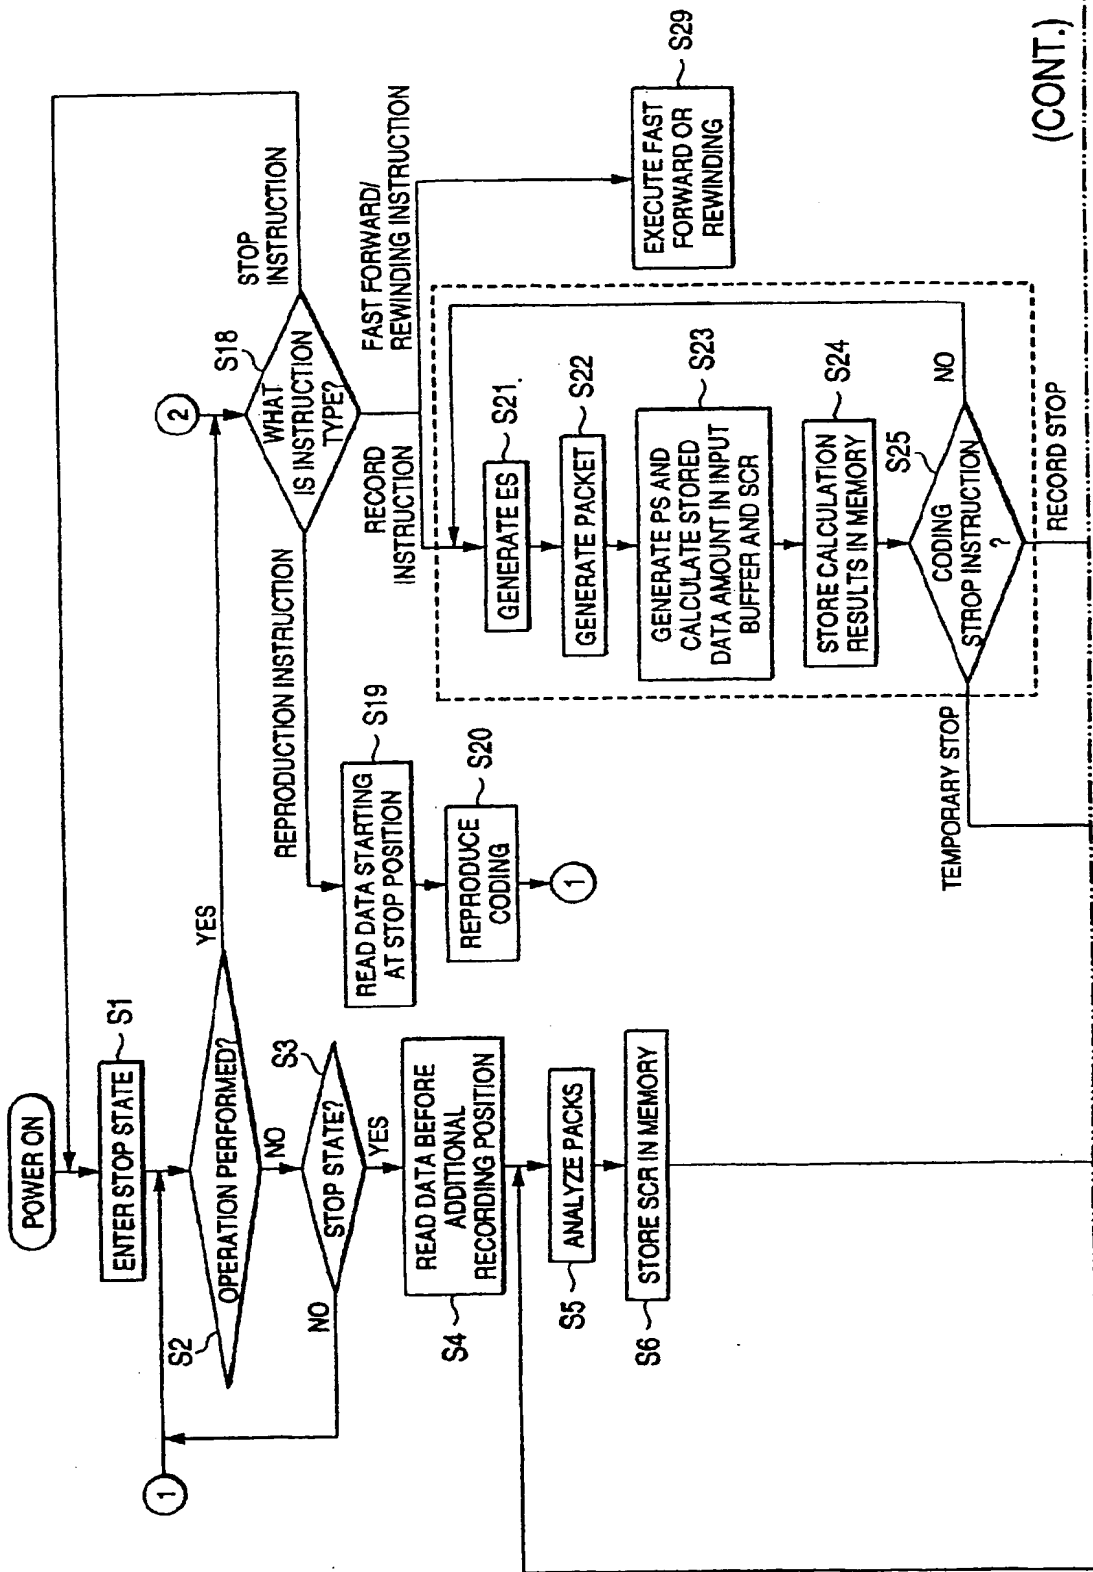 POWER ON
ENTER STOP STATE
S1
1
S2
OPERATION PERFORMED?
YES
NO
S3
STOP STATE?
NO
YES
READ DATA BEFORE
ADDITIONAL
RECORDING POSITION
S4
ANALYZE PACKS
S5
STORE SCR IN MEMORY
S6
2
S18
WHAT
IS INSTRUCTION
TYPE?
STOP
INSTRUCTION
REPRODUCTION INSTRUCTION
READ DATA STARTING
AT STOP POSITION
S19
REPRODUCE
CODING
S20
1
RECORD
INSTRUCTION
FAST FORWARD/
REWINDING INSTRUCTION
EXECUTE FAST
FORWARD OR
REWINDING
S29
GENERATE ES
S21.
GENERATE PACKET
S22
GENERATE PS AND
CALCULATE STORED
DATA AMOUNT IN INPUT
BUFFER AND SCR
S23
STORE CALCULATION
RESULTS IN MEMORY
S24
S25
CODING
STROP INSTRUCTION
?
NO
TEMPORARY STOP
RECORD STOP
(CONT.)